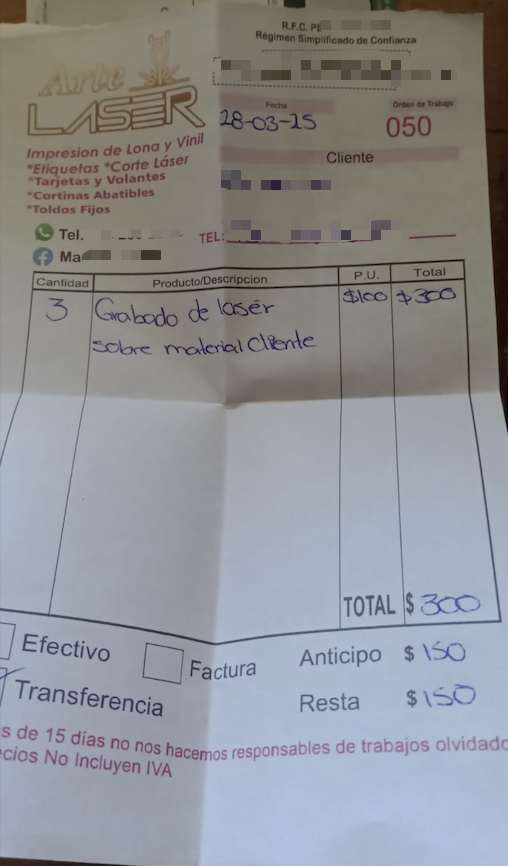 R.F.C. PE
Régimen Simplificado de Confianza
Arte
LASER
Impresion de Lona y Vinil
*Etiquetas *Corte Láser
*Tarjetas y Volantes
*Cortinas Abatibles
*Toldos Fijos
Fecha
28-03-25
Orden de Trabajo
050
Cliente
Tel.
TEL:
Ma
Cantidad Producto/Descripcion P.U. Total
3 Grabado de laser $100 $300
sobre material Cliente
TOTAL $ 300
Efectivo Factura Anticipo $ 150
Transferencia Resta $ 150
s de 15 días no nos hacemos responsables de trabajos olvidado
cios No Incluyen IVA